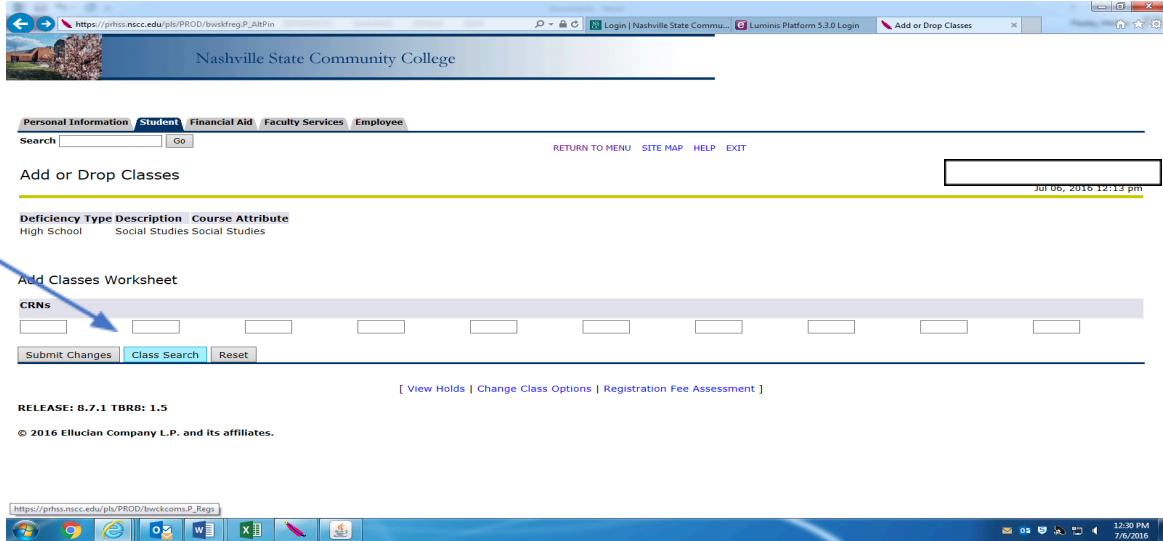 https://prhss.nscc.edu/pls/PROD/bwskfreg.P_AltPin
Login | Nashville State Commu...
Luminis Platform 5.3.0 Login
Add or Drop Classes
Nashville State Community College
Personal Information Student Financial Aid Faculty Services Employee
Search Go
RETURN TO MENU SITE MAP HELP EXIT
Add or Drop Classes
Jul 06, 2016 12:13 pm
Deficiency Type Description Course Attribute
High School Social Studies Social Studies
Add Classes Worksheet
CRNs
Submit Changes Class Search Reset
[ View Holds | Change Class Options | Registration Fee Assessment ]
RELEASE: 8.7.1 TBR8: 1.5
© 2016 Ellucian Company L.P. and its affiliates.
https://prhss.nscc.edu/pls/PROD/bwckcoms.P_Regs
12:30 PM
7/6/2016